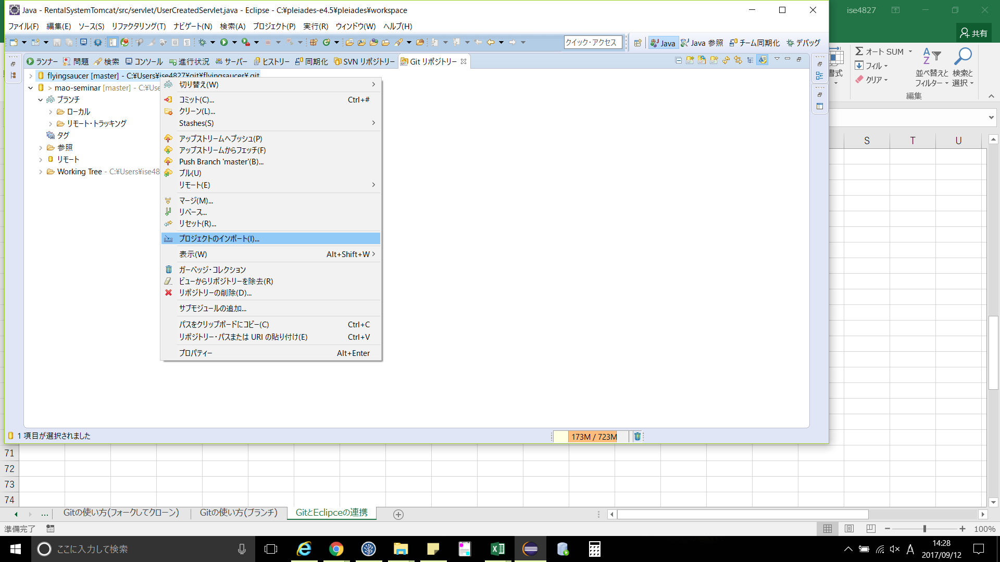 Java - RentalSystemTomcat/src/servlet/UserCreatedServlet.java - Eclipse - C:¥pleiades-e4.5¥pleiades¥workspace
ise4827
ファイル(F) 編集(E) ソース(S) リファクタリング(T) ナビゲート(N) 検索(A) プロジェクト(P) 実行(R) ウィンドウ(W) ヘルプ(H)
共有
クイック・アクセス
Java Java 参照 チーム同期化 デバッグ
ランナー 問題 検索 コンソール 進行状況 サーバー ヒストリー 同期化 SVN リポジトリー Git リポジトリー
オート SUM
フィル
クリア
書式
並べ替えと
フィルター
検索と
選択
編集
flyingsaucer [master] - C:¥Users¥ise4827¥git¥flyingsaucer¥.git
> mao-seminar [master] - C:¥Use
ブランチ
ローカル
リモート・トラッキング
タグ
参照
リモート
Working Tree - C:¥Users¥ise48
切り替え(W)
コミット(C)... Ctrl+#
クリーン(L)...
Stashes(S)
アップストリームへプッシュ(P)
アップストリームからフェッチ(F)
Push Branch 'master'(B)...
プル(U)
リモート(E)
マージ(M)...
リベース...
リセット(R)...
プロジェクトのインポート(I)...
表示(W) Alt+Shift+W
ガーベッジ・コレクション
ビューからリポジトリーを除去(R)
リポジトリーの削除(D)...
サブモジュールの追加...
パスをクリップボードにコピー(C) Ctrl+C
リポジトリー・パスまたは URI の貼り付け(E) Ctrl+V
プロパティー Alt+Enter
S T U
1 項目が選択されました
173M / 723M
71
72
73
74
... Gitの使い方(フォークしてクローン) Gitの使い方(ブランチ) GitとEclipceの連携
準備完了
100%
ここに入力して検索
A
14:28
2017/09/12